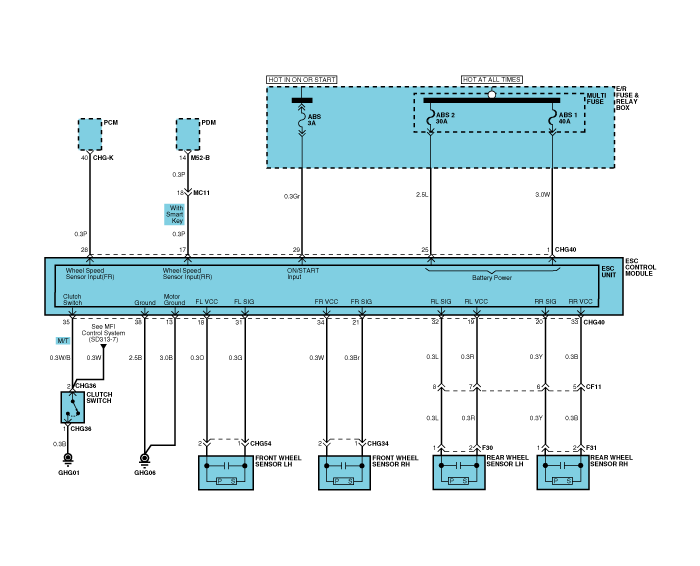 HOT IN ON OR START
HOT AT ALL TIMES
E/R
FUSE &
RELAY
BOX
MULTI
FUSE
ABS
3A
ABS 2
30A
ABS 1
40A
PCM
PDM
40
CHG-K
14
M52-B
0.3P
18
MC11
With
Smart
Key
0.3Gr
2.5L
3.0W
0.3P
0.3P
28
17
29
25
1
CHG40
ESC
CONTROL
MODULE
Wheel Speed
Sensor Input(FR)
Wheel Speed
Sensor Input(RR)
ON/START
Input
Battery Power
ESC
UNIT
Clutch
Switch
Ground
Motor
Ground
FL VCC
FL SIG
FR VCC
FR SIG
RL SIG
RL VCC
RR SIG
RR VCC
35
38
13
18
31
34
21
32
19
20
33
CHG40
See MFI
Control System
(SD313-7)
M/T
0.3W/B
0.3W
2.5B
3.0B
0.3O
0.3G
0.3W
0.3Br
0.3L
0.3R
0.3Y
0.3B
2
CHG36
CLUTCH
SWITCH
8
7
6
5
CF11
1
CHG36
0.3B
0.3L
0.3R
0.3Y
0.3B
GHG01
GHG06
2
1
CHG54
2
1
CHG34
1
2
F30
1
2
F31
FRONT WHEEL
SENSOR LH
FRONT WHEEL
SENSOR RH
REAR WHEEL
SENSOR LH
REAR WHEEL
SENSOR RH
P S
P S
P S
P S